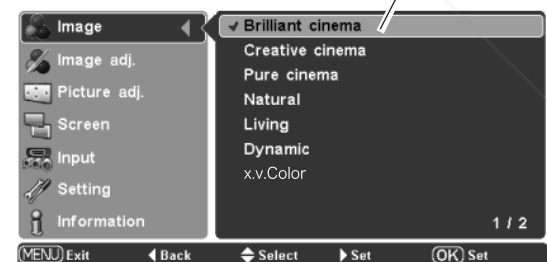 Image
Image adj.
Picture adj.
Screen
Input
Setting
Information
✓ Brilliant cinema
Creative cinema
Pure cinema
Natural
Living
Dynamic
x.v.Color
1 / 2
MENU Exit ◀ Back ◆ Select ▶ Set OK Set